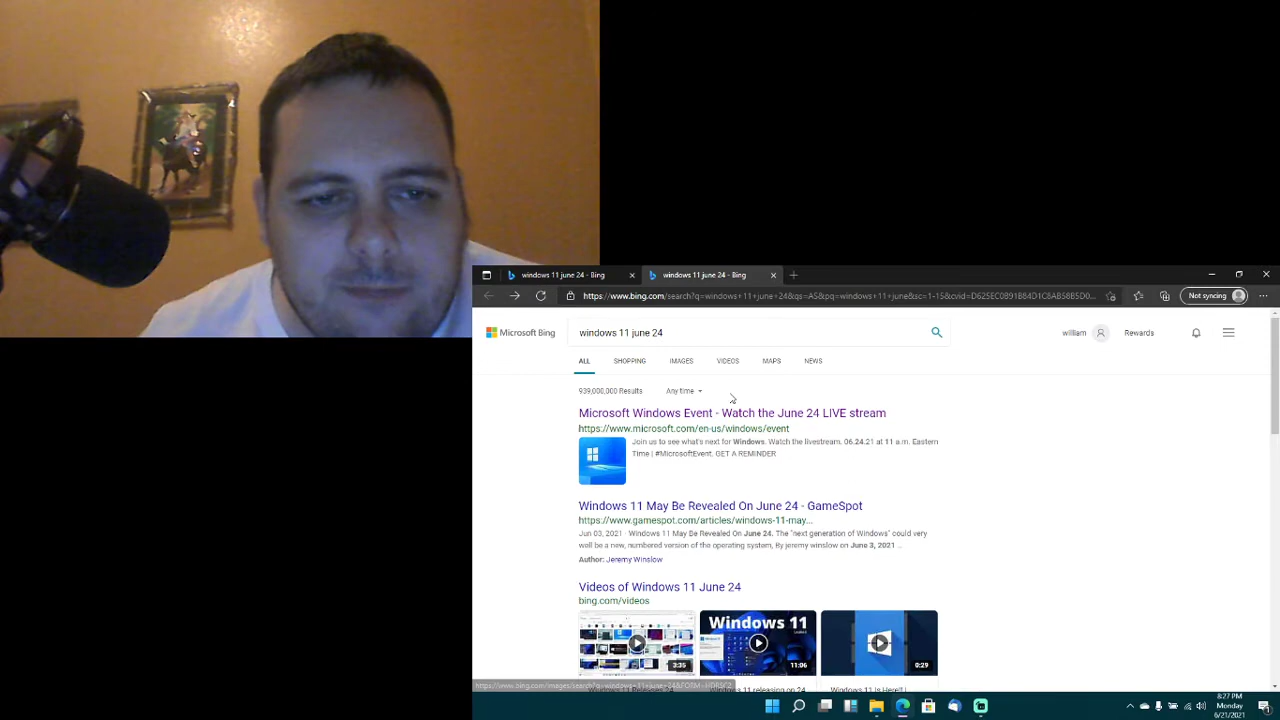 windows 11 june 24 - Bing
windows 11 june 24 - Bing
Not syncing
Microsoft Bing
windows 11 june 24
william
Rewards
ALL
SHOPPING
IMAGES
VIDEOS
MAPS
NEWS
939,000,000 Results
Any time
Microsoft Windows Event - Watch the June 24 LIVE stream
https://www.microsoft.com/en-us/windows/event
Join us to see what's next for Windows. Watch the livestream. 06.24.21 at 11 a.m. Eastern
Time | #MicrosoftEvent. GET A REMINDER
Windows 11 May Be Revealed On June 24 - GameSpot
https://www.gamespot.com/articles/windows-11-may...
Jun 03, 2021 · Windows 11 May Be Revealed On June 24. The "next generation of Windows" could very
well be a new, numbered version of the operating system, By jeremy winslow on June 3, 2021 ...
Author: Jeremy Winslow
Videos of Windows 11 June 24
bing.com/videos
Windows 11
3:35
11:06
0:29
8:27 PM
Monday
6/21/2021